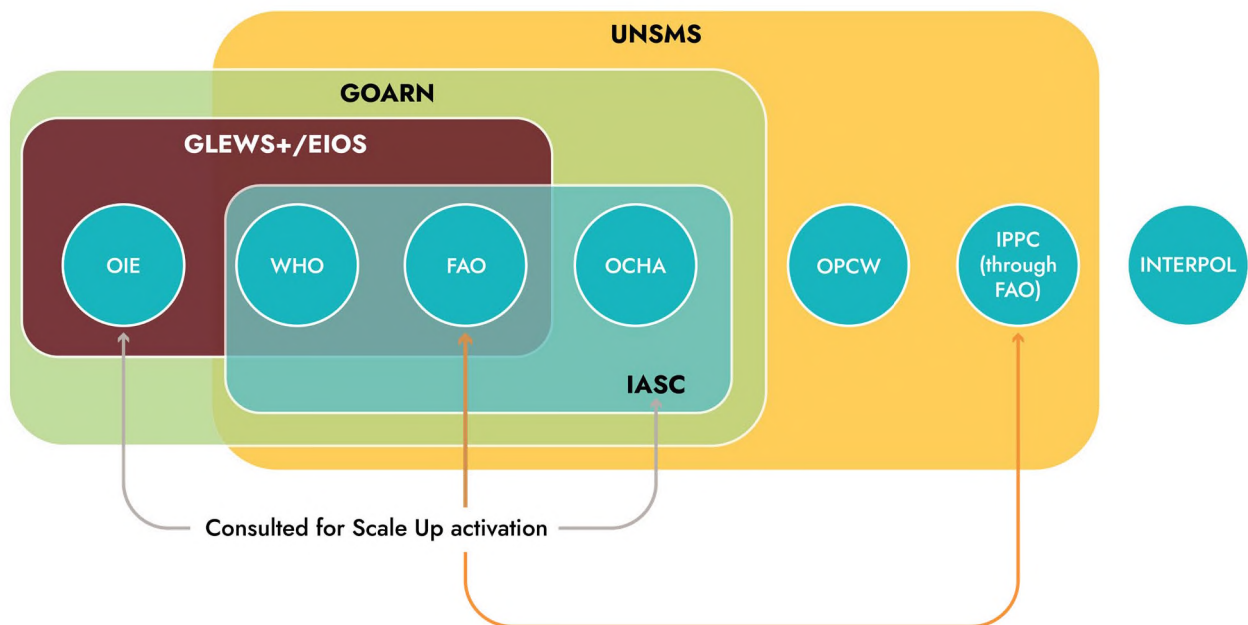 UNSMS
GOARN
GLEWS+/EIOS
OIE
WHO
FAO
OCHA
OPCW
IPPC
(through
FAO)
INTERPOL
IASC
Consulted for Scale Up activation